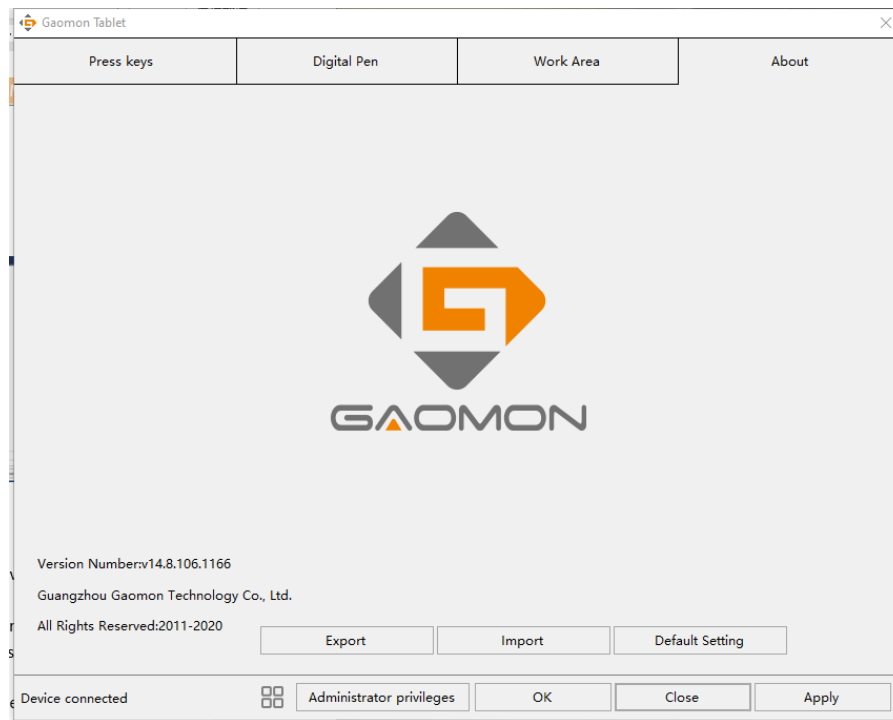 Gaomon Tablet
Press keys
Digital Pen
Work Area
About
GAOMON
Version Number:v14.8.106.1166
Guangzhou Gaomon Technology Co., Ltd.
All Rights Reserved:2011-2020
Export
Import
Default Setting
Device connected
Administrator privileges
OK
Close
Apply